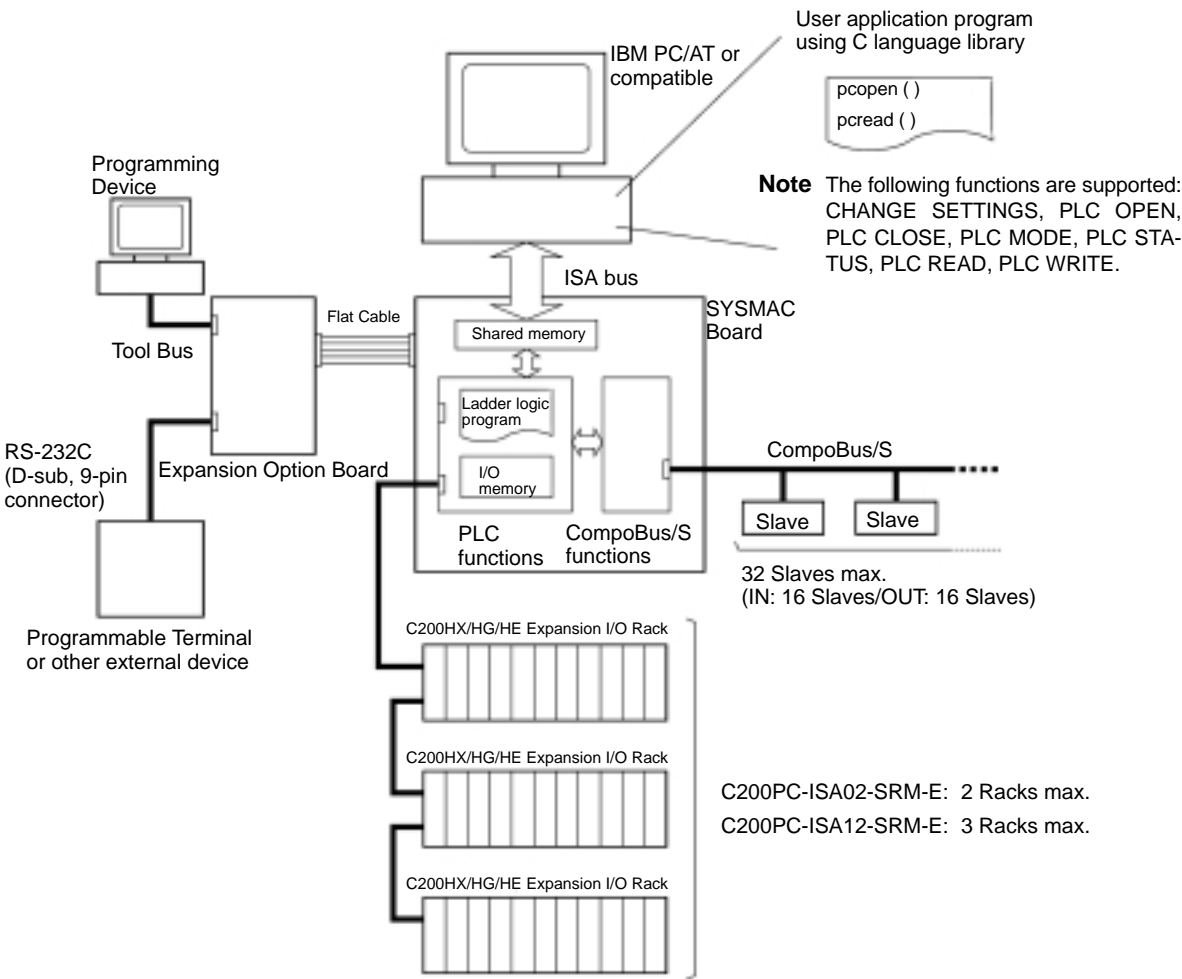 User application program
using C language library
IBM PC/AT or
compatible
pcopen ( )
pcread ( )
Programming
Device
Note The following functions are supported:
CHANGE SETTINGS, PLC OPEN,
PLC CLOSE, PLC MODE, PLC STA-
TUS, PLC READ, PLC WRITE.
ISA bus
SYSMAC
Board
Flat Cable
Shared memory
Tool Bus
Ladder logic
program
RS-232C
(D-sub, 9-pin
connector)
Expansion Option Board
I/O
memory
CompoBus/S
Slave
Slave
PLC
functions
CompoBus/S
functions
32 Slaves max.
(IN: 16 Slaves/OUT: 16 Slaves)
Programmable Terminal
or other external device
C200HX/HG/HE Expansion I/O Rack
C200HX/HG/HE Expansion I/O Rack
C200PC-ISA02-SRM-E: 2 Racks max.
C200PC-ISA12-SRM-E: 3 Racks max.
C200HX/HG/HE Expansion I/O Rack